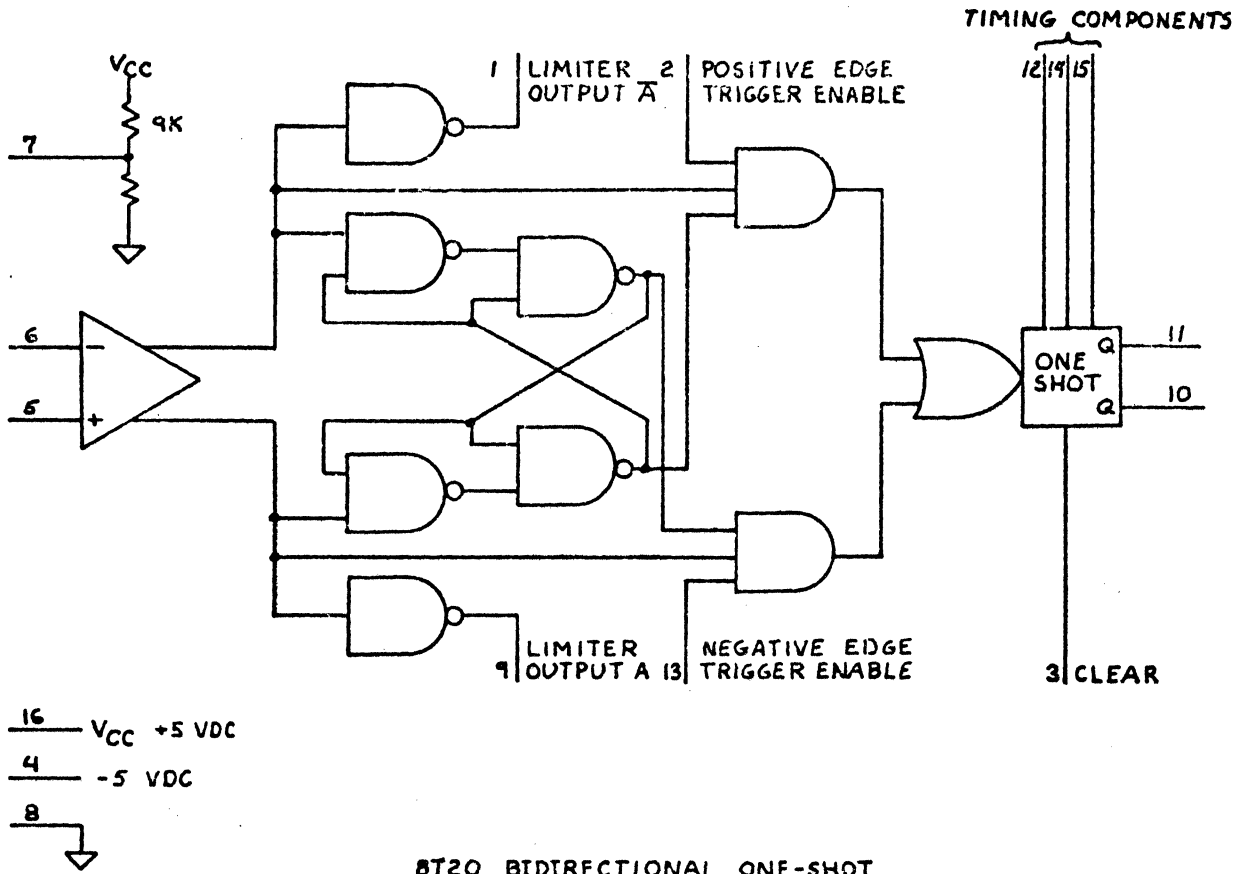 TIMING COMPONENTS
12 14 15
VCC
9K
7
1 LIMITER OUTPUT A̅
2 POSITIVE EDGE TRIGGER ENABLE
6
-
5
+
ONE SHOT
Q
Q
11
10
9 LIMITER OUTPUT A
13 NEGATIVE EDGE TRIGGER ENABLE
3 CLEAR
16 VCC +5 VDC
4 -5 VDC
8
8T20 BIDIRECTIONAL ONE-SHOT